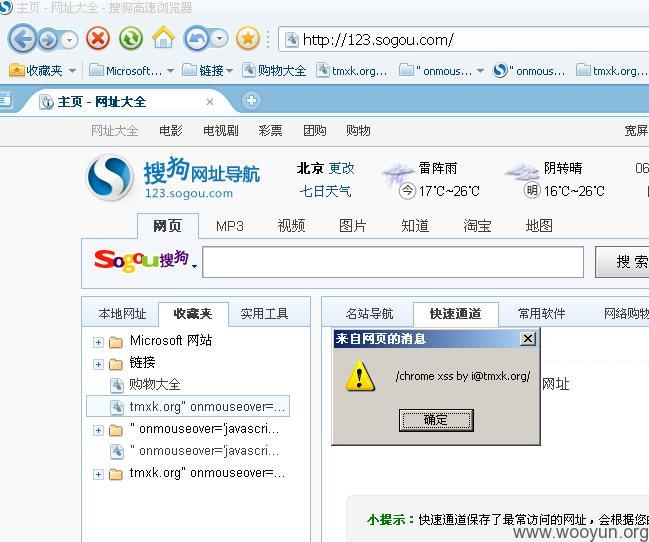 主页 - 网址大全 - 搜狗高速浏览器
http://123.sogou.com/
收藏夹 Microsoft... 链接 购物大全 tmxk.org... " onmous... " onmous... tmxk.org...
主页 - 网址大全
网址大全 电影 电视剧 彩票 团购 购物 宽屏
搜狗网址导航
123.sogou.com
北京 更改 雷阵雨 阴转晴 06
七日天气 今 17℃~26℃ 明 16℃~26℃
网页 MP3 视频 图片 知道 淘宝 地图
Sogou搜狗 搜 索
本地网址 收藏夹 实用工具 名站导航 快速通道 常用软件 网络购物
Microsoft 网站
链接
购物大全
tmxk.org" onmouseover=...
" onmouseover='javascri...
" onmouseover='javascri...
tmxk.org" onmouseover=...
来自网页的消息
/chrome xss by i@tmxk.org/
确定
网址
小提示：快速通道保存了最常访问的网址，会根据您的
www.wooyun.org